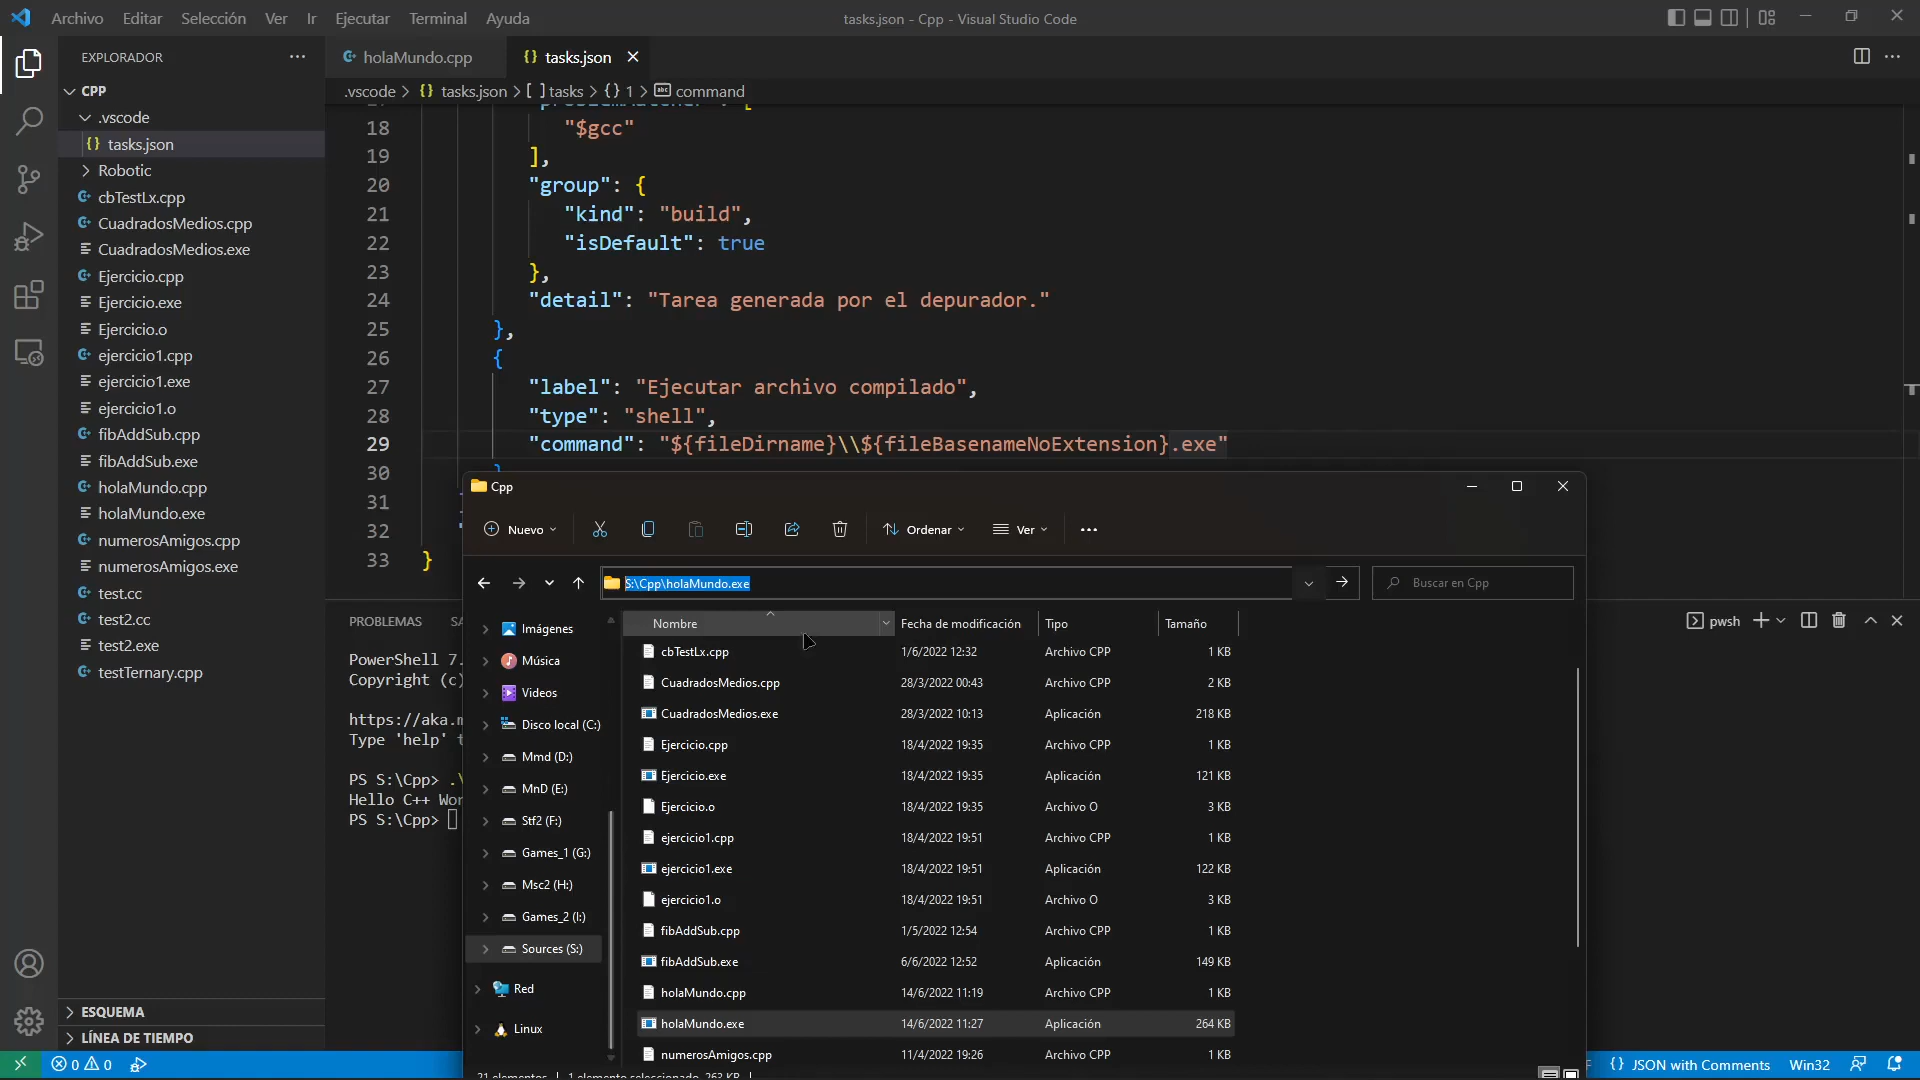 Archivo Editar Selección Ver Ir Ejecutar Terminal Ayuda
tasks.json - Cpp - Visual Studio Code
EXPLORADOR
CPP
.vscode
tasks.json
Robotic
cbTestLx.cpp
CuadradosMedios.cpp
CuadradosMedios.exe
Ejercicio.cpp
Ejercicio.exe
Ejercicio.o
ejercicio1.cpp
ejercicio1.exe
ejercicio1.o
fibAddSub.cpp
fibAddSub.exe
holaMundo.cpp
holaMundo.exe
numerosAmigos.cpp
numerosAmigos.exe
test.cc
test2.cc
test2.exe
testTernary.cpp
ESQUEMA
LÍNEA DE TIEMPO
holaMundo.cpp
{} tasks.json
.vscode > {} tasks.json > [ ] tasks > {} 1 > command
18 "$gcc"
19 ],
20 "group": {
21 "kind": "build",
22 "isDefault": true
23 },
24 "detail": "Tarea generada por el depurador."
25 },
26 {
27 "label": "Ejecutar archivo compilado",
28 "type": "shell",
29 "command": "${fileDirname}\\${fileBasenameNoExtension}.exe"
30 }
31
32
33 }
PROBLEMAS
pwsh
PowerShell 7.
Copyright (c)
https://aka.m
Type 'help' t
PS S:\Cpp> .\
Hello C++ Wor
PS S:\Cpp>
Cpp
Nuevo
Ordenar
Ver
S:\Cpp\holaMundo.exe
Buscar en Cpp
Imágenes
Música
Videos
Disco local (C:)
Mmd (D:)
MnD (E:)
Stf2 (F:)
Games_1 (G:)
Msc2 (H:)
Games_2 (I:)
Sources (S:)
Red
Linux
Nombre Fecha de modificación Tipo Tamaño
cbTestLx.cpp 1/6/2022 12:32 Archivo CPP 1 KB
CuadradosMedios.cpp 28/3/2022 00:43 Archivo CPP 2 KB
CuadradosMedios.exe 28/3/2022 10:13 Aplicación 218 KB
Ejercicio.cpp 18/4/2022 19:35 Archivo CPP 1 KB
Ejercicio.exe 18/4/2022 19:35 Aplicación 121 KB
Ejercicio.o 18/4/2022 19:35 Archivo O 3 KB
ejercicio1.cpp 18/4/2022 19:51 Archivo CPP 1 KB
ejercicio1.exe 18/4/2022 19:51 Aplicación 122 KB
ejercicio1.o 18/4/2022 19:51 Archivo O 3 KB
fibAddSub.cpp 1/5/2022 12:54 Archivo CPP 1 KB
fibAddSub.exe 6/6/2022 12:52 Aplicación 149 KB
holaMundo.cpp 14/6/2022 11:19 Archivo CPP 1 KB
holaMundo.exe 14/6/2022 11:27 Aplicación 264 KB
numerosAmigos.cpp 11/4/2022 19:26 Archivo CPP 1 KB
21 elementos 1 elemento seleccionado 263 KB
0 0
{} JSON with Comments Win32